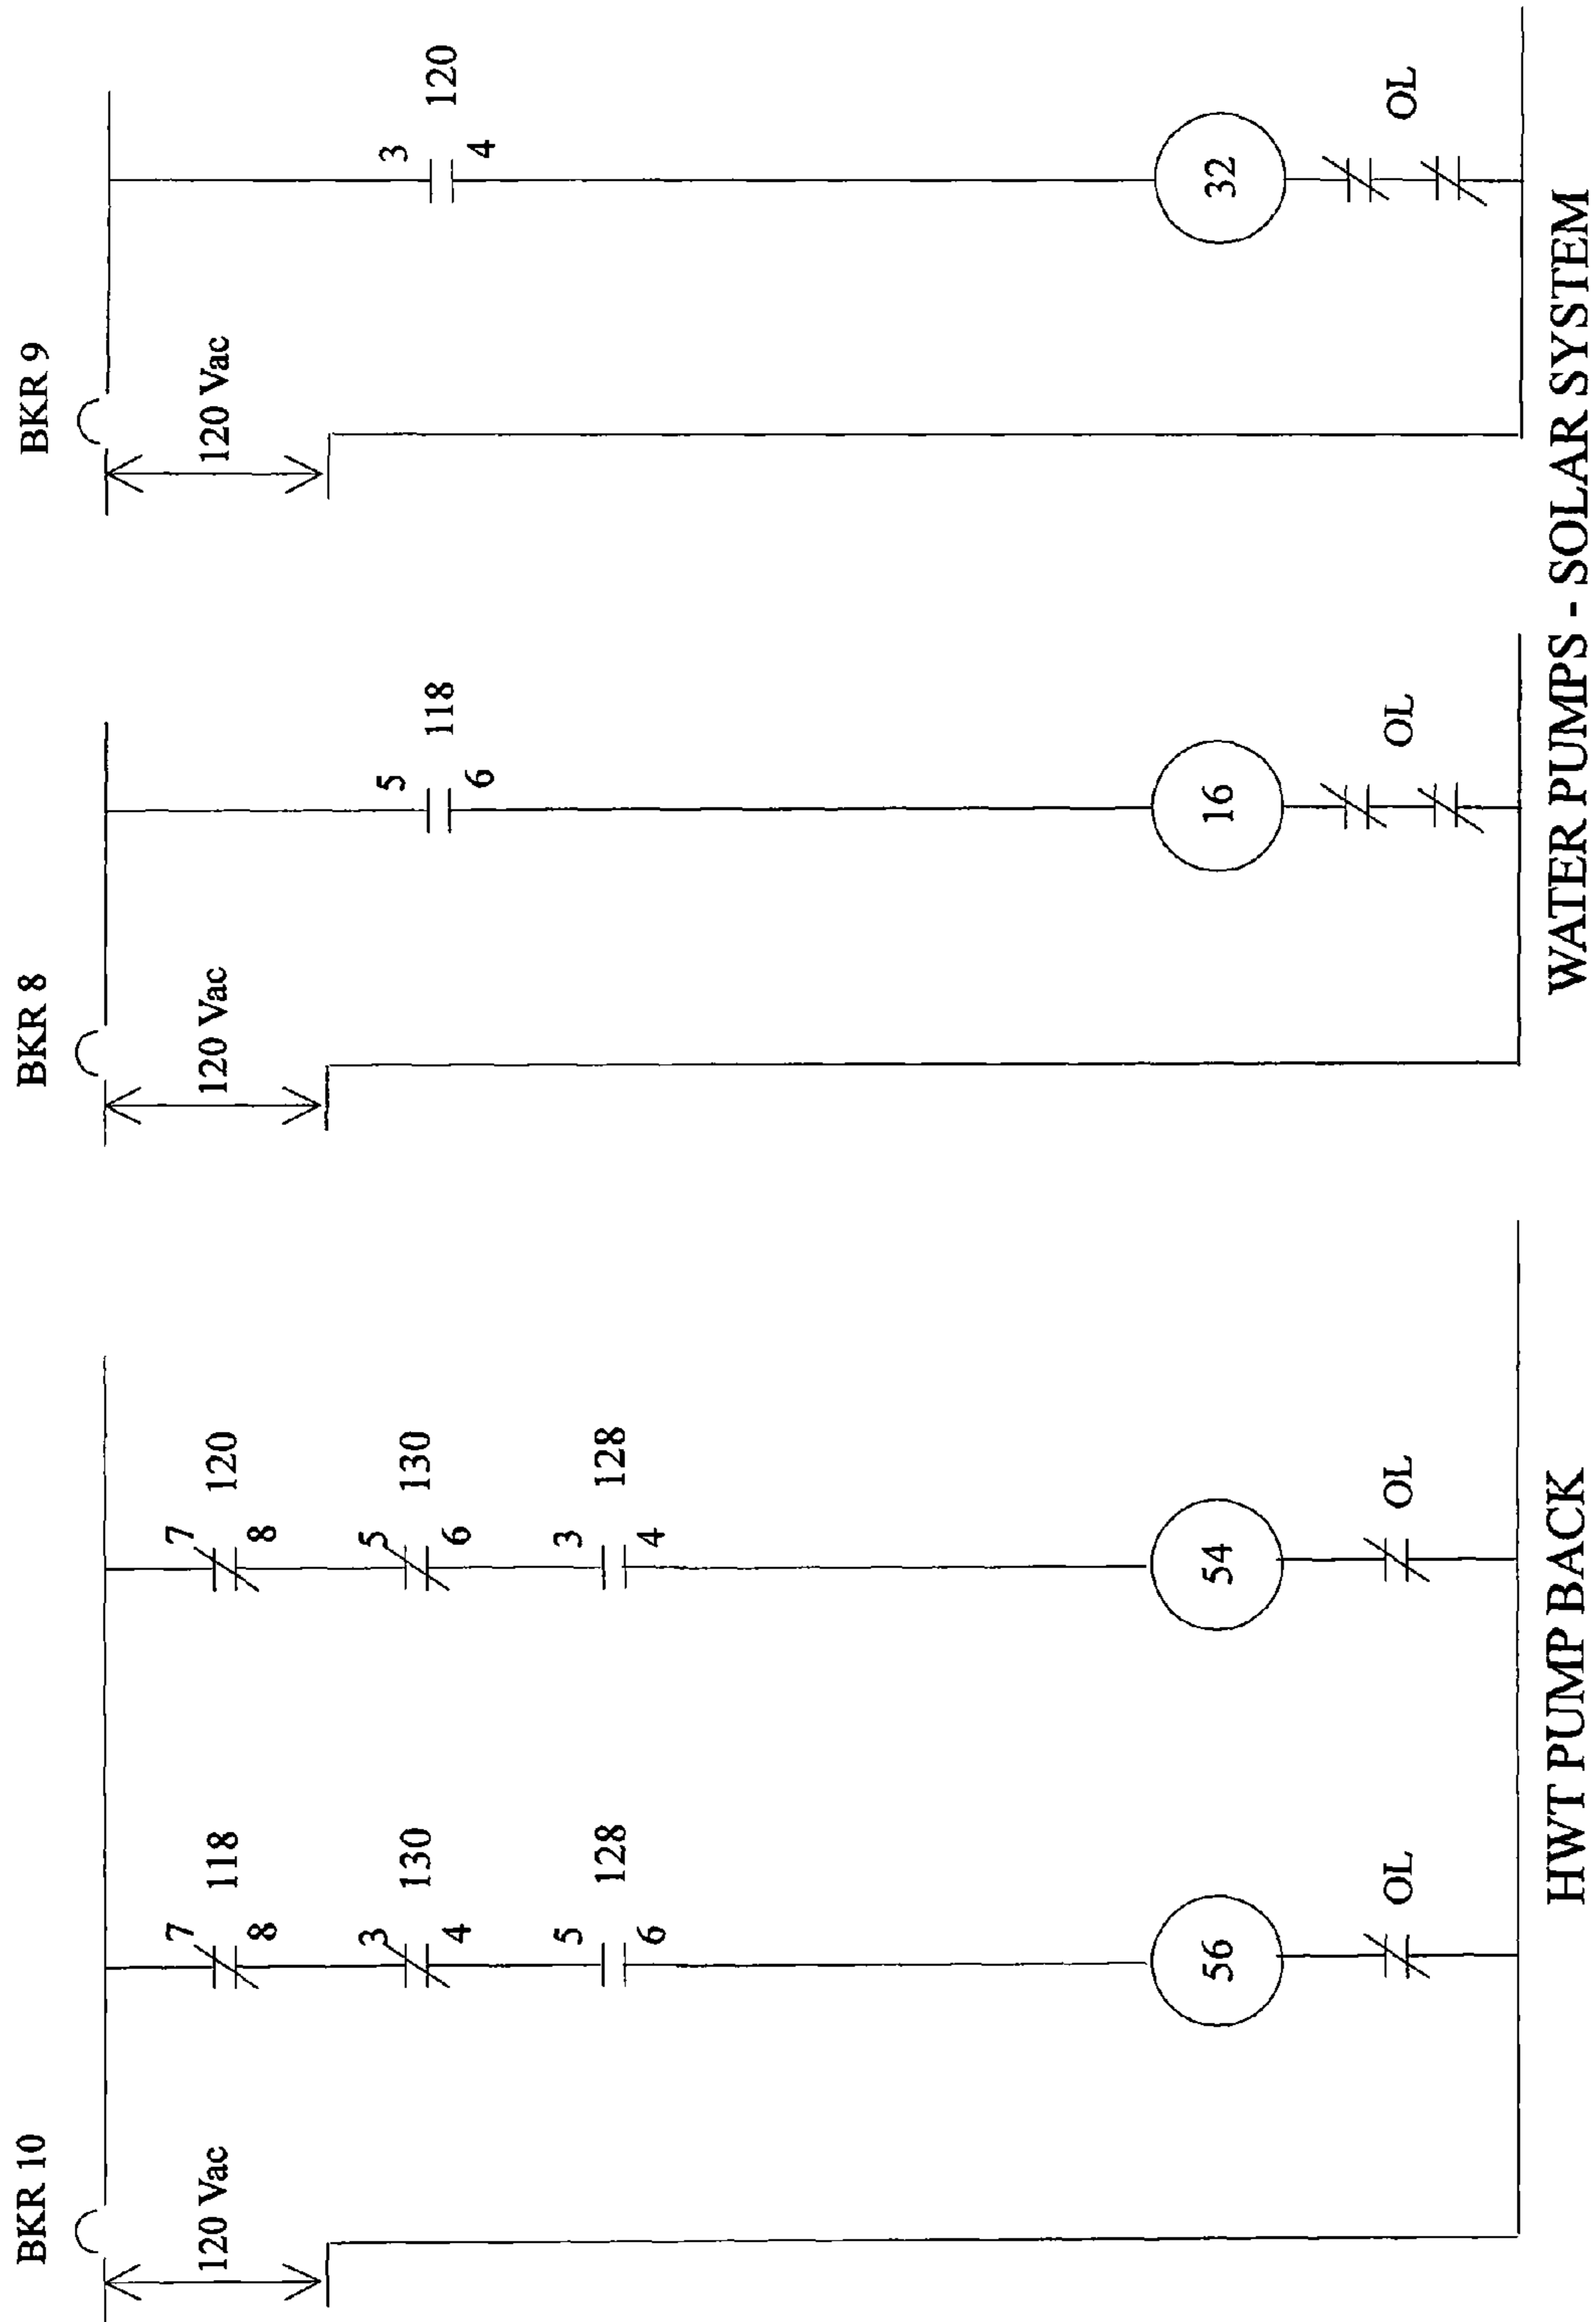 BKR 10
120 Vac
7
8
118
3
4
130
5
6
128
56
OL
7
8
120
5
6
130
3
4
128
54
OL
HWT PUMP BACK
BKR 8
120 Vac
5
6
118
16
OL
BKR 9
120 Vac
3
4
120
32
OL
WATER PUMPS - SOLAR SYSTEM